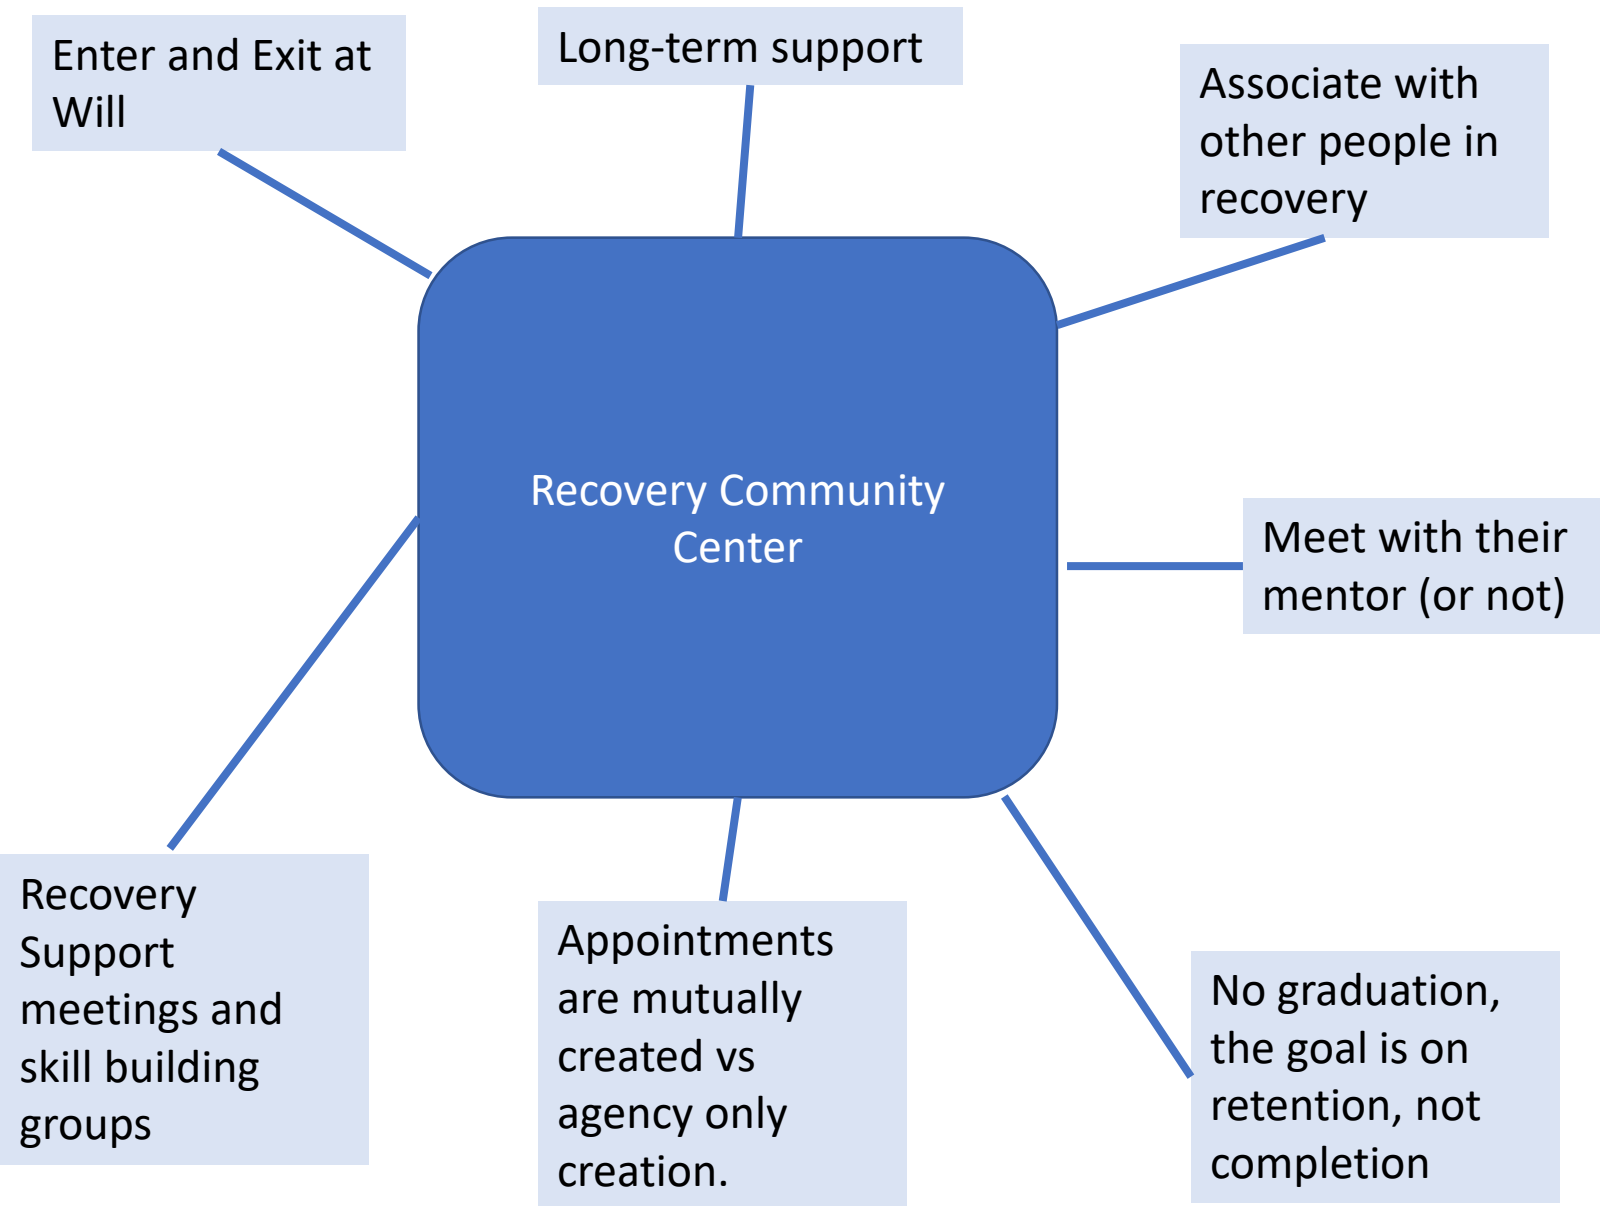 Enter and Exit at
Will
Long-term support
Associate with
other people in
recovery
Recovery Community
Center
Meet with their
mentor (or not)
Recovery
Support
meetings and
skill building
groups
Appointments
are mutually
created vs
agency only
creation.
No graduation,
the goal is on
retention, not
completion